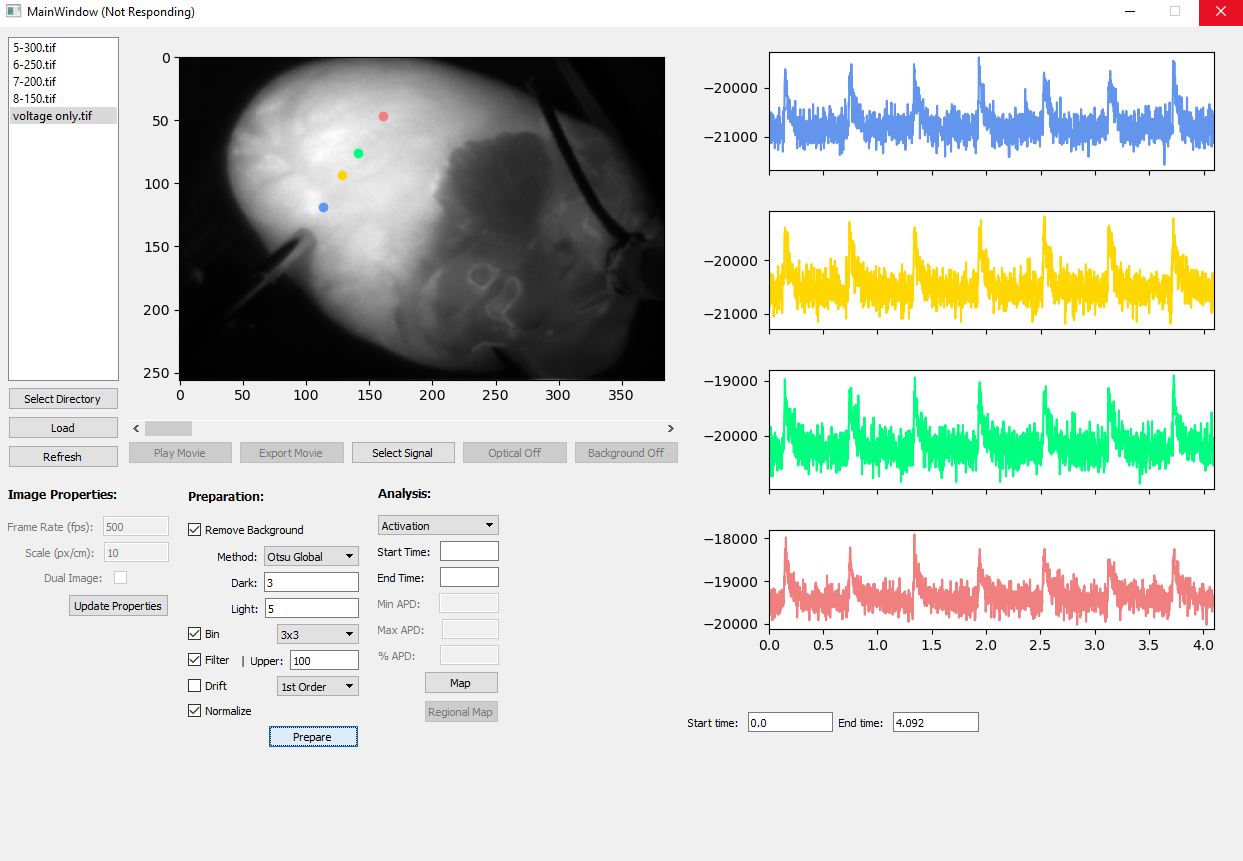 MainWindow (Not Responding)
5-300.tif
6-250.tif
7-200.tif
8-150.tif
voltage only.tif
Select Directory
Load
Refresh
0
50
100
150
200
250
0 50 100 150 200 250 300 350
< >
Play Movie Export Movie Select Signal Optical Off Background Off
Image Properties:
Frame Rate (fps): 500
Scale (px/cm): 10
Dual Image:
Update Properties
Preparation:
Remove Background
Method: Otsu Global
Dark: 3
Light: 5
Bin 3x3
Filter | Upper: 100
Drift 1st Order
Normalize
Prepare
Analysis:
Activation
Start Time:
End Time:
Min APD:
Max APD:
% APD:
Map
Regional Map
−20000
−21000
−20000
−21000
−19000
−20000
−18000
−19000
−20000
0.0 0.5 1.0 1.5 2.0 2.5 3.0 3.5 4.0
Start time: 0.0 End time: 4.092